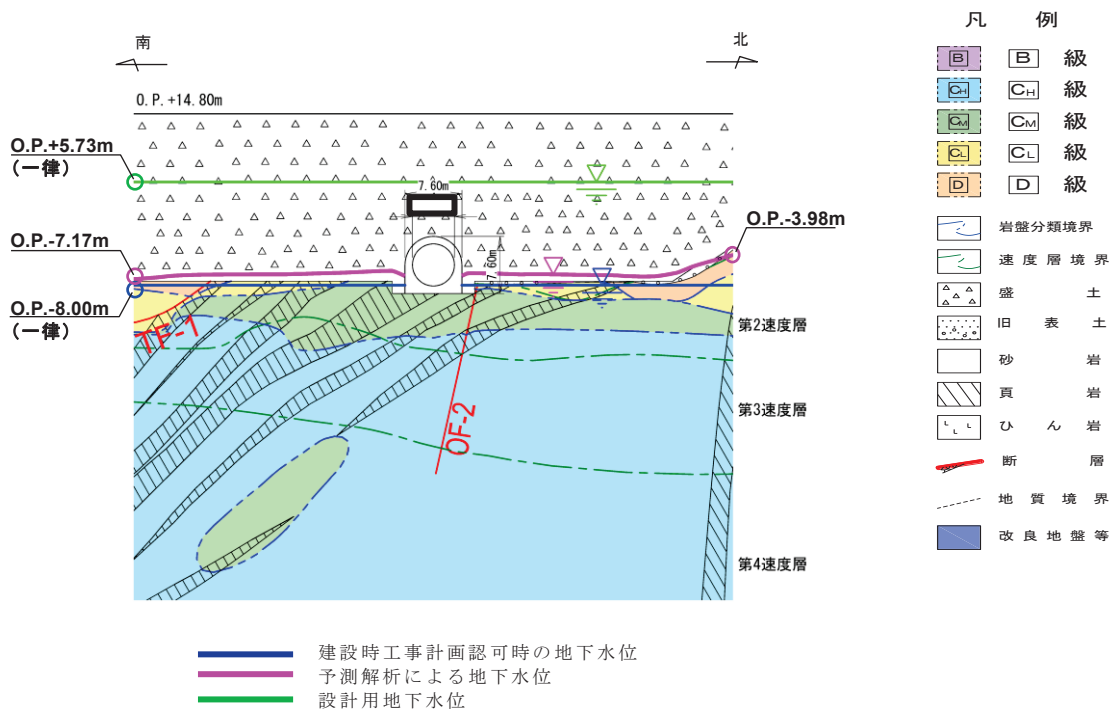 南
北
O.P.+14.80m
O.P.+5.73m
(一律)
7.60m
O.P.-3.98m
O.P.-7.17m
7.60m
O.P.-8.00m
(一律)
TF-1
OF-2
第2速度層
第3速度層
第4速度層
凡 例
B B 級
CH CH 級
CM CM 級
CL CL 級
D D 級
岩盤分類境界
速度層境界
盛土
旧表土
砂岩
頁岩
ひん岩
断層
地質境界
改良地盤等
建設時工事計画認可時の地下水位
予測解析による地下水位
設計用地下水位